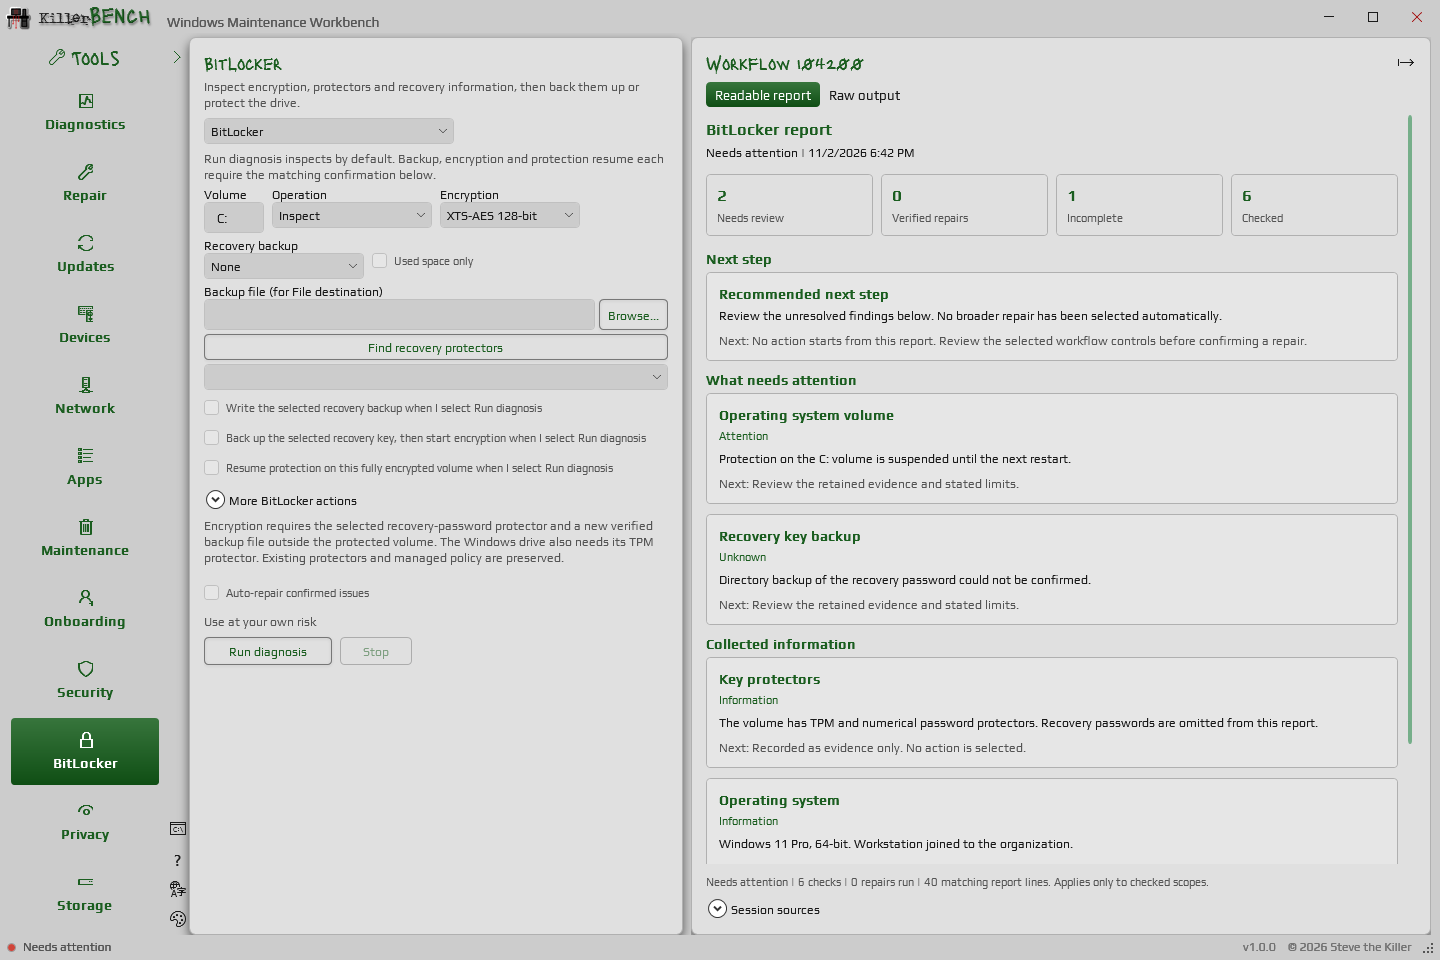 KillerBENCH Windows Maintenance Workbench
TOOLS
Diagnostics
Repair
Updates
Devices
Network
Apps
Maintenance
Onboarding
Security
BitLocker
Privacy
Storage
C:\
?
BITLOCKER
Inspect encryption, protectors and recovery information, then back them up or
protect the drive.
BitLocker
Run diagnosis inspects by default. Backup, encryption and protection resume each
require the matching confirmation below.
Volume Operation Encryption
C: Inspect XTS-AES 128-bit
Recovery backup
None Used space only
Backup file (for File destination)
Browse...
Find recovery protectors
Write the selected recovery backup when I select Run diagnosis
Back up the selected recovery key, then start encryption when I select Run diagnosis
Resume protection on this fully encrypted volume when I select Run diagnosis
More BitLocker actions
Encryption requires the selected recovery-password protector and a new verified
backup file outside the protected volume. The Windows drive also needs its TPM
protector. Existing protectors and managed policy are preserved.
Auto-repair confirmed issues
Use at your own risk
Run diagnosis Stop
WORKFLOW 104200
Readable report Raw output
BitLocker report
Needs attention | 11/2/2026 6:42 PM
2 0 1 6
Needs review Verified repairs Incomplete Checked
Next step
Recommended next step
Review the unresolved findings below. No broader repair has been selected automatically.
Next: No action starts from this report. Review the selected workflow controls before confirming a repair.
What needs attention
Operating system volume
Attention
Protection on the C: volume is suspended until the next restart.
Next: Review the retained evidence and stated limits.
Recovery key backup
Unknown
Directory backup of the recovery password could not be confirmed.
Next: Review the retained evidence and stated limits.
Collected information
Key protectors
Information
The volume has TPM and numerical password protectors. Recovery passwords are omitted from this report.
Next: Recorded as evidence only. No action is selected.
Operating system
Information
Windows 11 Pro, 64-bit. Workstation joined to the organization.
Needs attention | 6 checks | 0 repairs run | 40 matching report lines. Applies only to checked scopes.
Session sources
Needs attention
v1.0.0 © 2026 Steve the Killer